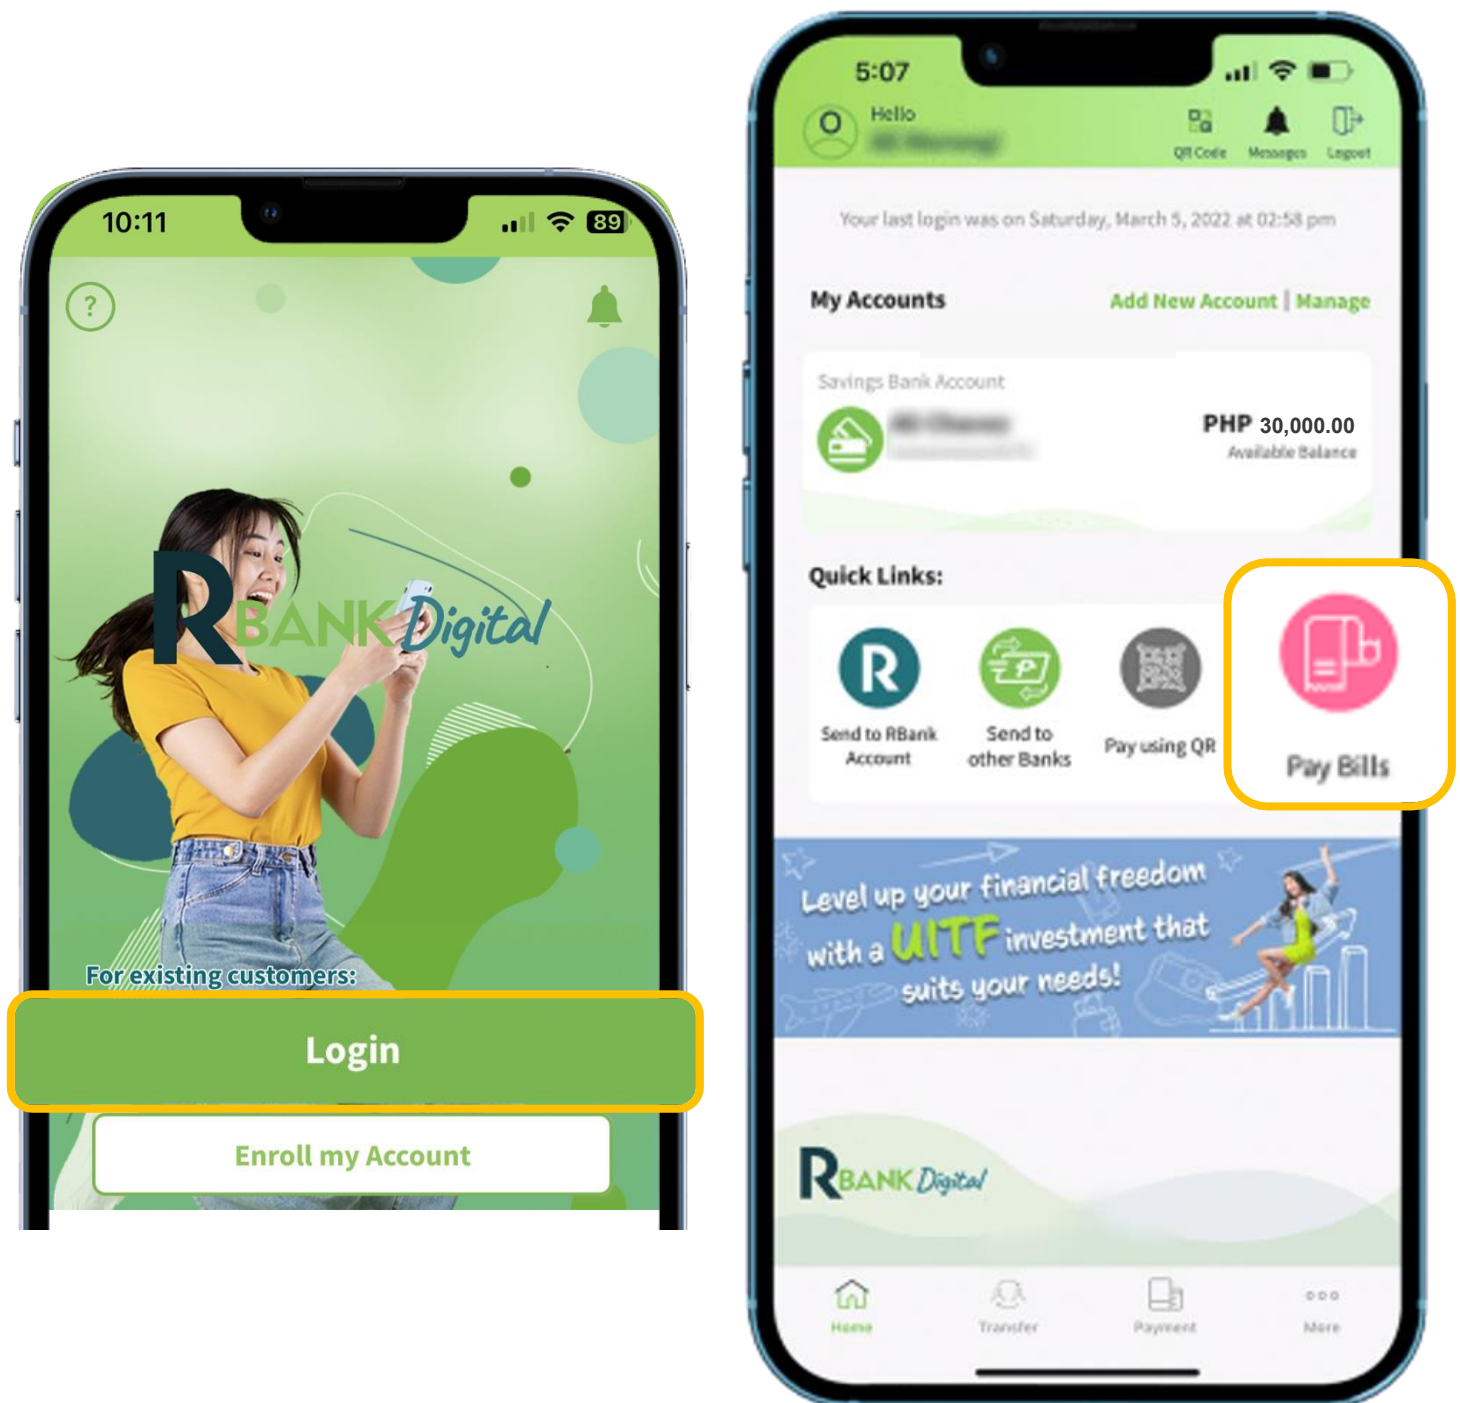 10:11
89
?
RBANK Digital
For existing customers:
Login
Enroll my Account
5:07
O
Hello
QR Code
Messages
Logout
Your last login was on Saturday, March 5, 2022 at 02:58 pm
My Accounts
Add New Account | Manage
Savings Bank Account
PHP 30,000.00
Available Balance
Quick Links:
R
Send to RBank
Account
Send to
other Banks
Pay using QR
Pay Bills
Level up your financial freedom
with a UITF investment that
suits your needs!
RBANK Digital
Home
Transfer
Payment
More